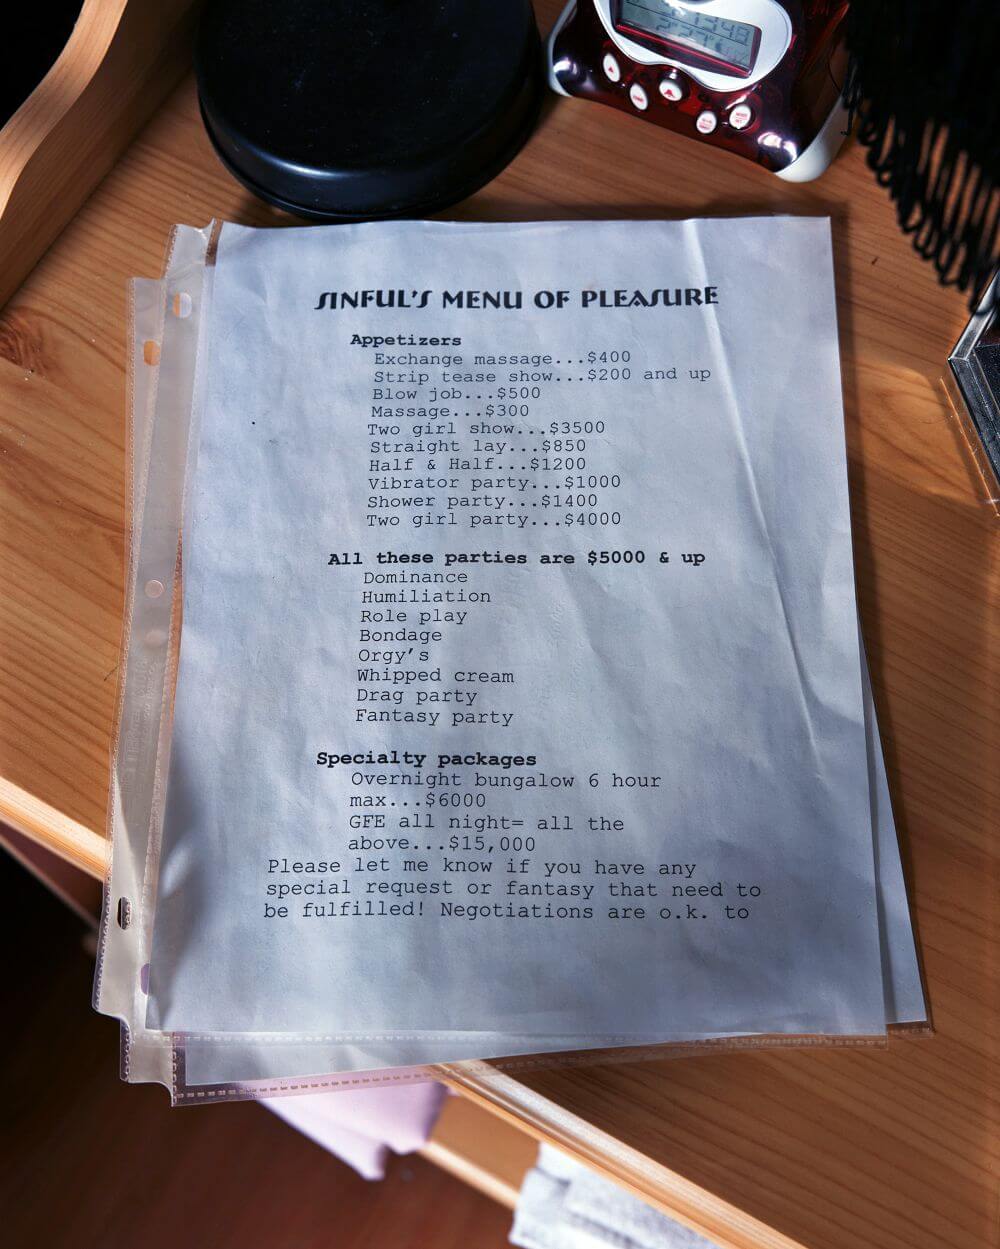 SINFUL'S MENU OF PLEASURE
Appetizers
Exchange massage...$400
Strip tease show...$200 and up
Blow job...$500
Massage...$300
Two girl show...$3500
Straight lay...$850
Half & Half...$1200
Vibrator party...$1000
Shower party...$1400
Two girl party...$4000
All these parties are $5000 & up
Dominance
Humiliation
Role play
Bondage
Orgy's
Whipped cream
Drag party
Fantasy party
Specialty packages
Overnight bungalow 6 hour
max...$6000
GFE all night= all the
above...$15,000
Please let me know if you have any
special request or fantasy that need to
be fulfilled! Negotiations are o.k. to